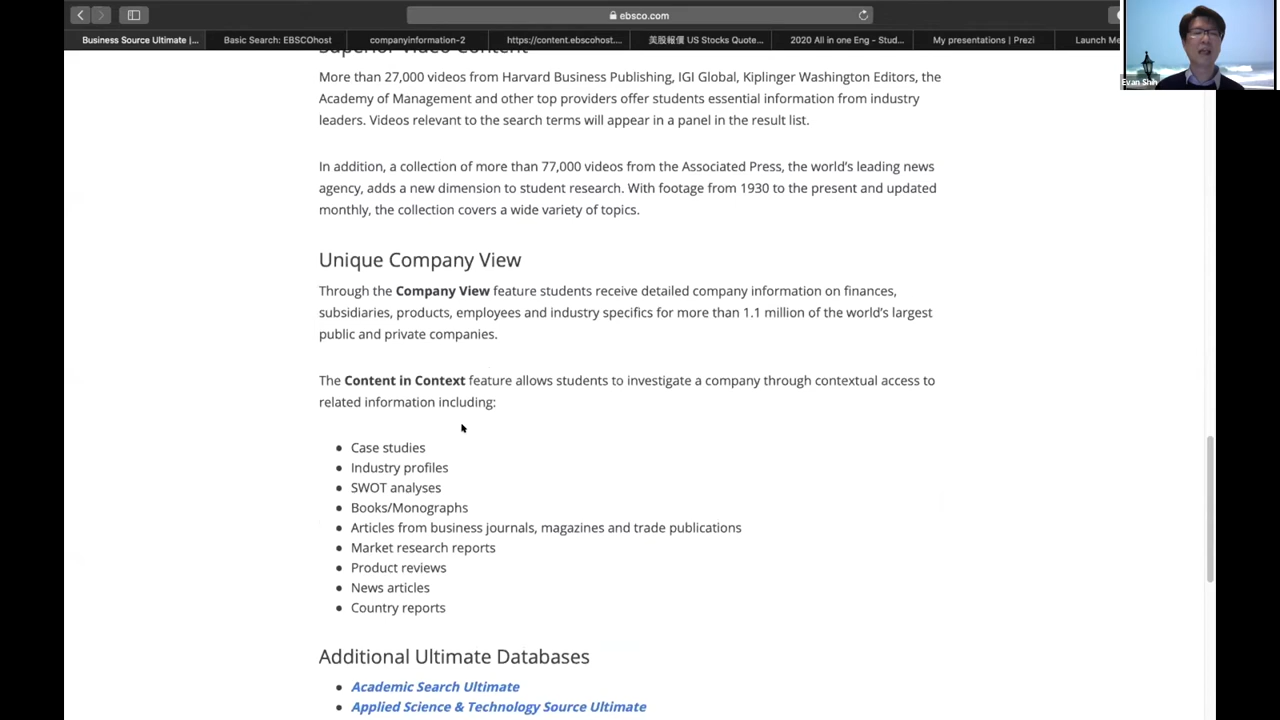 ebsco.com
Business Source Ultimate |...
Basic Search: EBSCOhost
companyinformation-2
https://content.ebscohost....
美股報價 US Stocks Quote...
2020 All in one Eng - Stud...
My presentations | Prezi
Launch Me
Evan Shih
Superior Video Content
More than 27,000 videos from Harvard Business Publishing, IGI Global, Kiplinger Washington Editors, the
Academy of Management and other top providers offer students essential information from industry
leaders. Videos relevant to the search terms will appear in a panel in the result list.
In addition, a collection of more than 77,000 videos from the Associated Press, the world's leading news
agency, adds a new dimension to student research. With footage from 1930 to the present and updated
monthly, the collection covers a wide variety of topics.
Unique Company View
Through the Company View feature students receive detailed company information on finances,
subsidiaries, products, employees and industry specifics for more than 1.1 million of the world's largest
public and private companies.
The Content in Context feature allows students to investigate a company through contextual access to
related information including:
• Case studies
• Industry profiles
• SWOT analyses
• Books/Monographs
• Articles from business journals, magazines and trade publications
• Market research reports
• Product reviews
• News articles
• Country reports
Additional Ultimate Databases
• Academic Search Ultimate
• Applied Science & Technology Source Ultimate